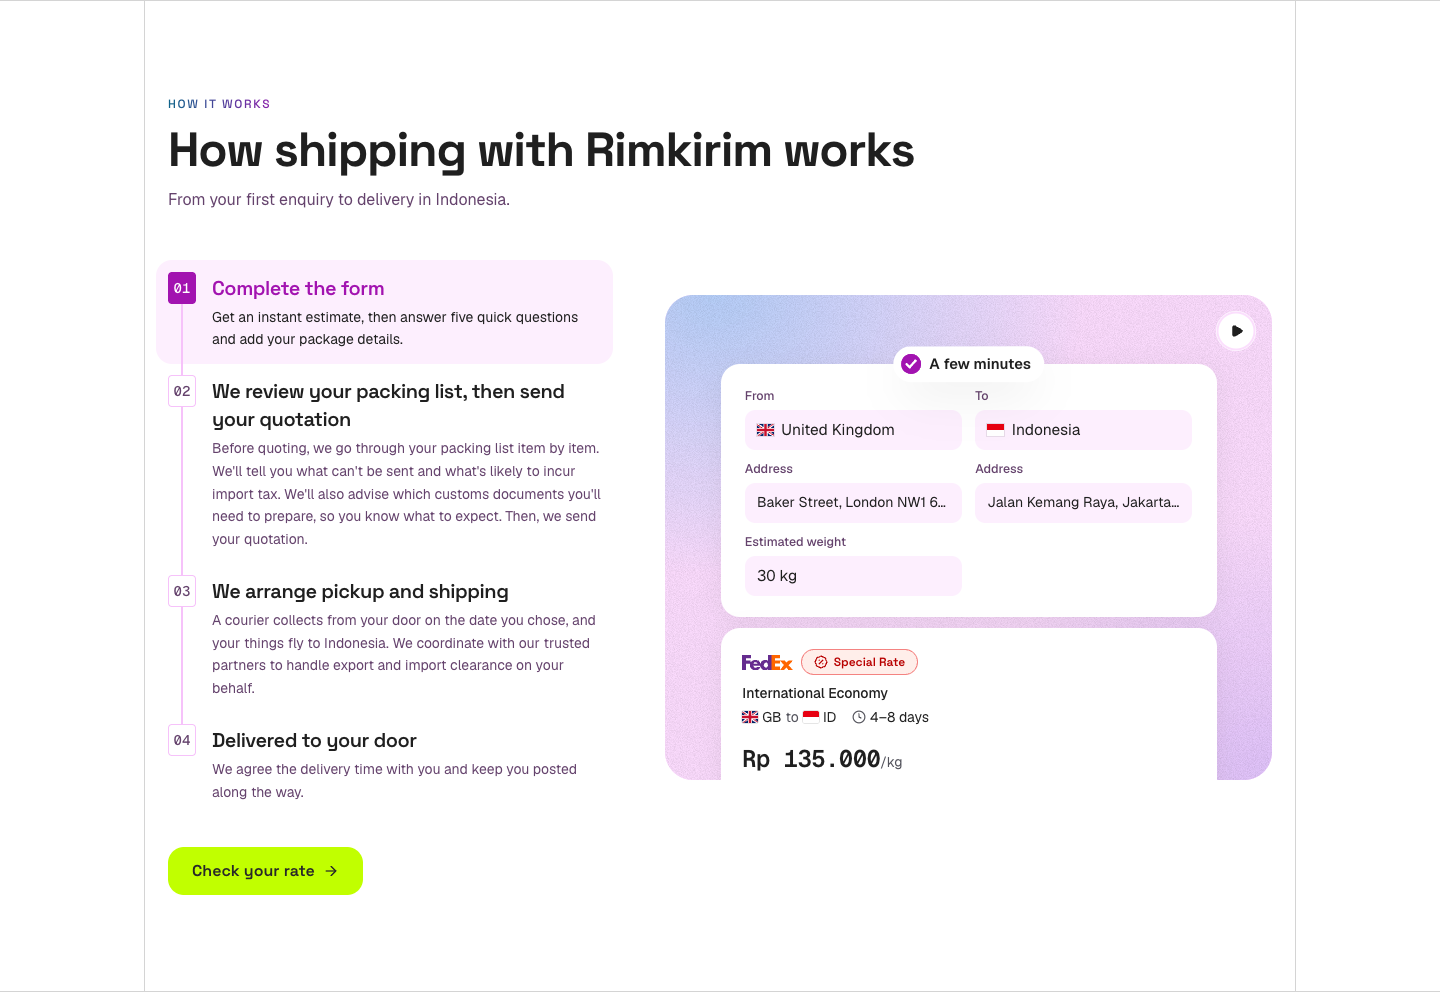 HOW IT WORKS
How shipping with Rimkirim works
From your first enquiry to delivery in Indonesia.
01
Complete the form
Get an instant estimate, then answer five quick questions
and add your package details.
02
We review your packing list, then send
your quotation
Before quoting, we go through your packing list item by item.
We'll tell you what can't be sent and what's likely to incur
import tax. We'll also advise which customs documents you'll
need to prepare, so you know what to expect. Then, we send
your quotation.
03
We arrange pickup and shipping
A courier collects from your door on the date you chose, and
your things fly to Indonesia. We coordinate with our trusted
partners to handle export and import clearance on your
behalf.
04
Delivered to your door
We agree the delivery time with you and keep you posted
along the way.
Check your rate →
A few minutes
From
To
United Kingdom
Indonesia
Address
Address
Baker Street, London NW1 6...
Jalan Kemang Raya, Jakarta...
Estimated weight
30 kg
FedEx
Special Rate
International Economy
GB to ID 4–8 days
Rp 135.000/kg